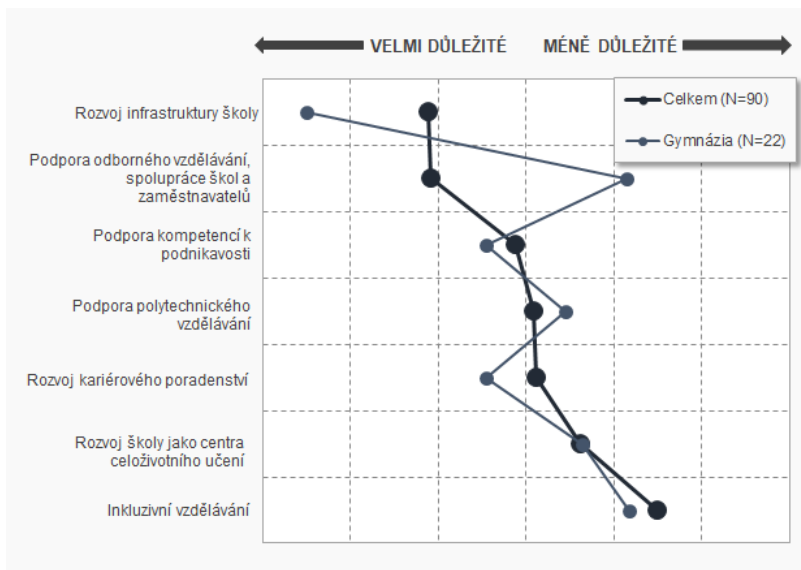 VELMI DŮLEŽITÉ MÉNĚ DŮLEŽITÉ
Celkem (N=90)
Gymnázia (N=22)
Rozvoj infrastruktury školy
Podpora odborného vzdělávání,
spolupráce škol a
zaměstnavatelů
Podpora kompetencí k
podnikavosti
Podpora polytechnického
vzdělávání
Rozvoj kariérového poradenství
Rozvoj školy jako centra
celoživotního učení
Inkluzivní vzdělávání